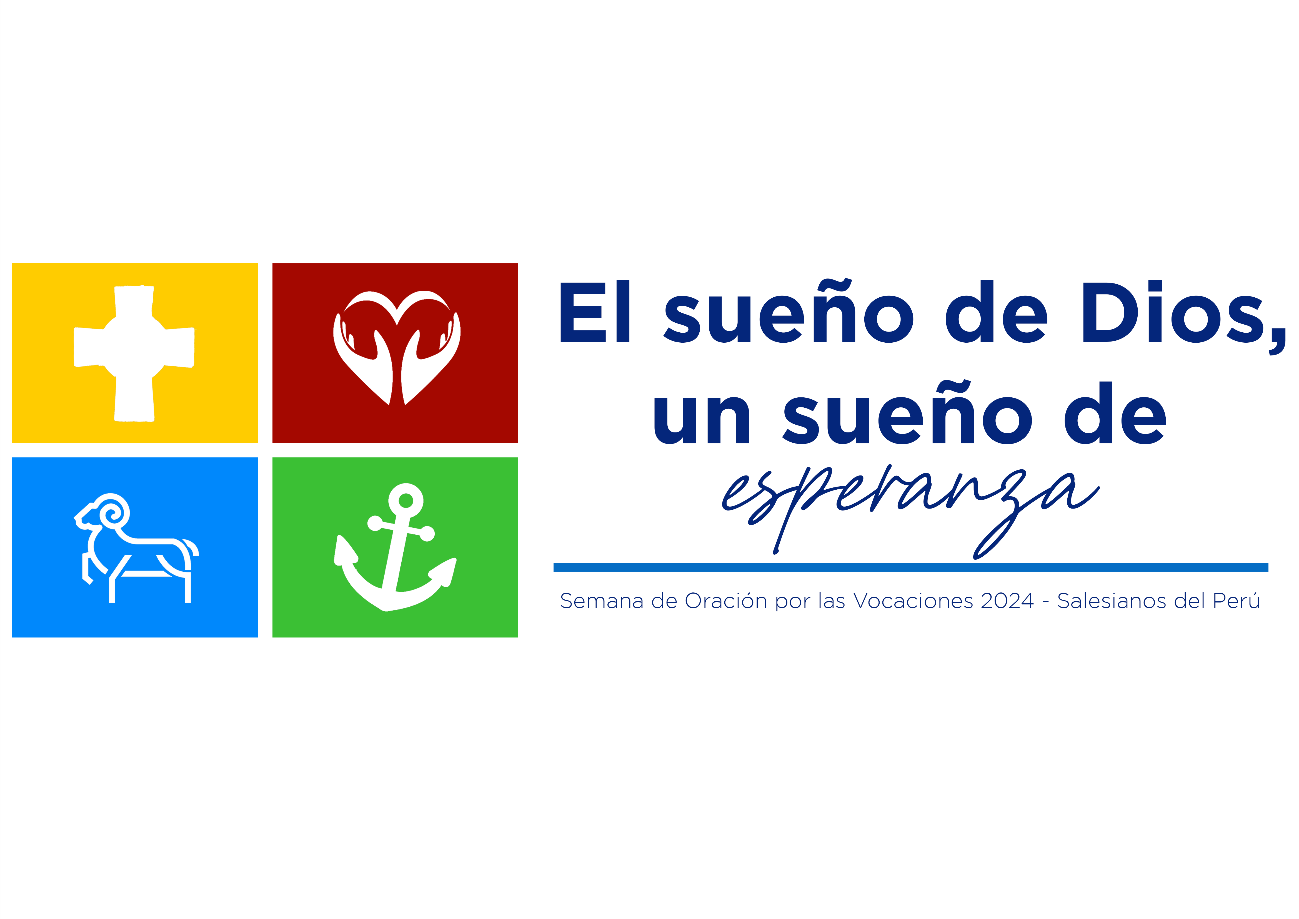 El sueño de Dios,
un sueño de
esperanza
Semana de Oración por las Vocaciones 2024 - Salesianos del Perú